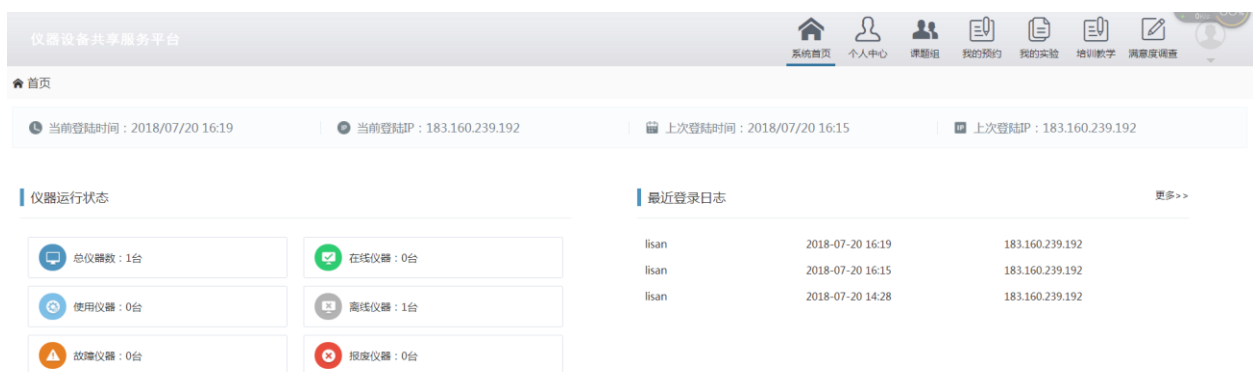 仪器设备共享服务平台
系统首页 个人中心 课题组 我的预约 我的实验 培训教学 满意度调查
首页
当前登陆时间：2018/07/20 16:19 当前登陆IP：183.160.239.192 上次登陆时间：2018/07/20 16:15 上次登陆IP：183.160.239.192
仪器运行状态
总仪器数：1台 在线仪器：0台
使用仪器：0台 离线仪器：1台
故障仪器：0台 报废仪器：0台
最近登录日志 更多>>
lisan 2018-07-20 16:19 183.160.239.192
lisan 2018-07-20 16:15 183.160.239.192
lisan 2018-07-20 14:28 183.160.239.192